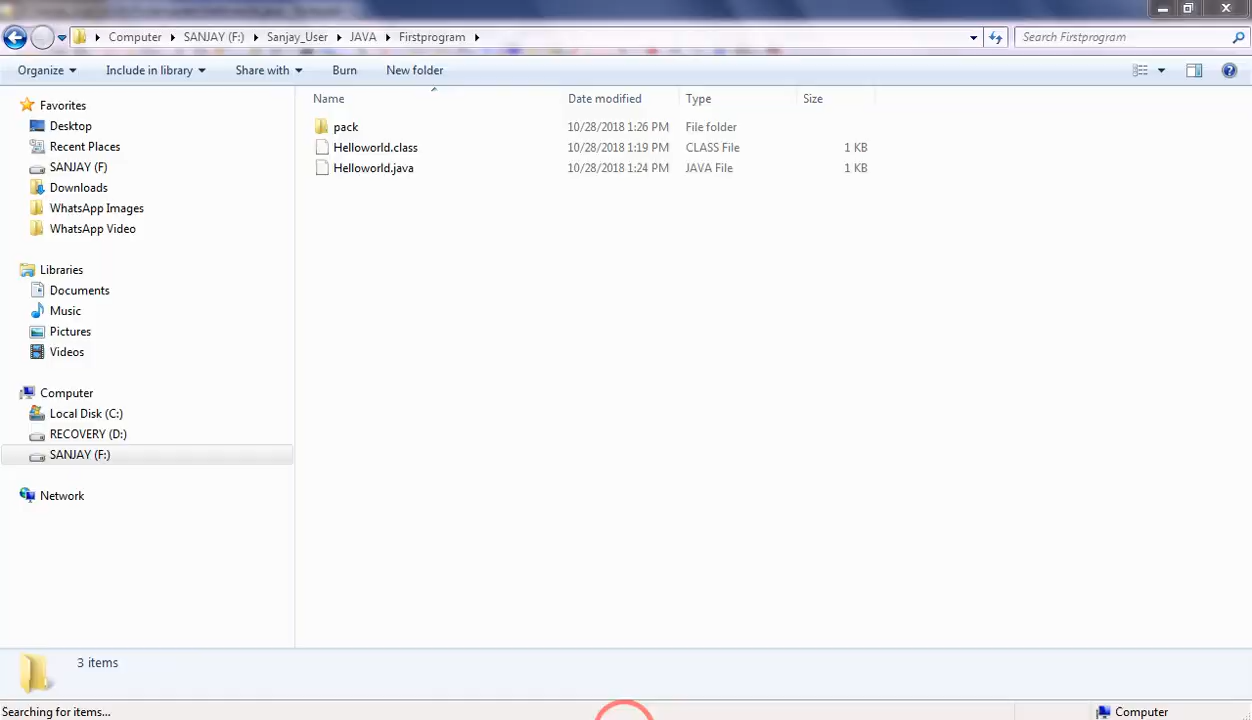 Computer SANJAY (F:) Sanjay_User JAVA Firstprogram
Search Firstprogram
Organize Include in library Share with Burn New folder
Name Date modified Type Size
Favorites
Desktop
Recent Places
SANJAY (F)
Downloads
WhatsApp Images
WhatsApp Video
Libraries
Documents
Music
Pictures
Videos
Computer
Local Disk (C:)
RECOVERY (D:)
SANJAY (F:)
Network
pack 10/28/2018 1:26 PM File folder
Helloworld.class 10/28/2018 1:19 PM CLASS File 1 KB
Helloworld.java 10/28/2018 1:24 PM JAVA File 1 KB
3 items
Searching for items...
Computer